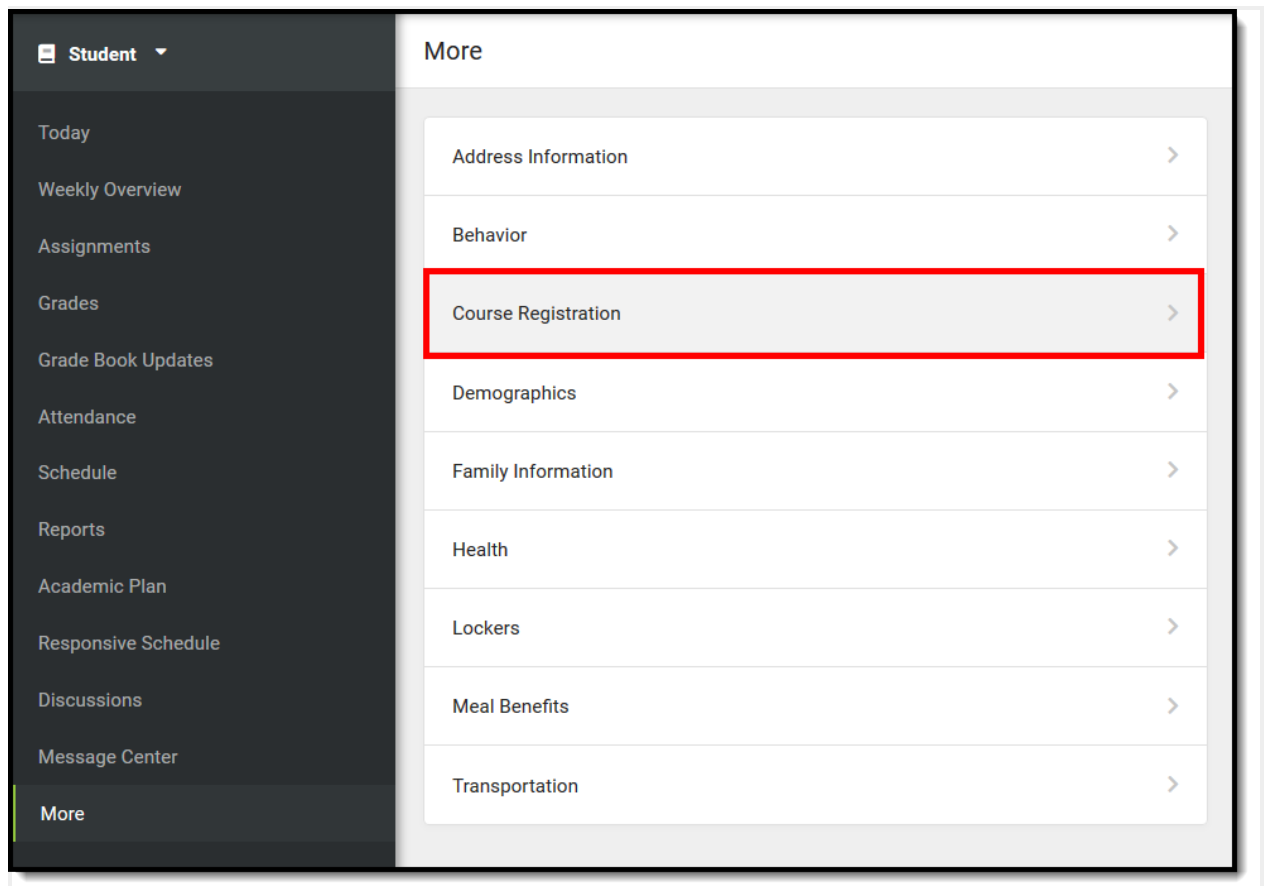 Student
Today
Weekly Overview
Assignments
Grades
Grade Book Updates
Attendance
Schedule
Reports
Academic Plan
Responsive Schedule
Discussions
Message Center
More
More
Address Information
Behavior
Course Registration
Demographics
Family Information
Health
Lockers
Meal Benefits
Transportation